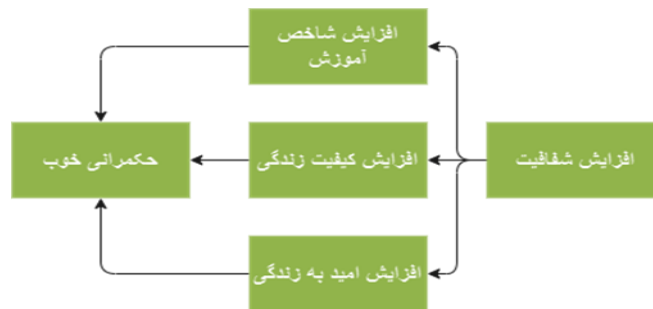 افزایش شاخص
آموزش
افزایش شفافیت
افزایش کیفیت زندگی
حکمرانی خوب
افزایش امید به زندگی